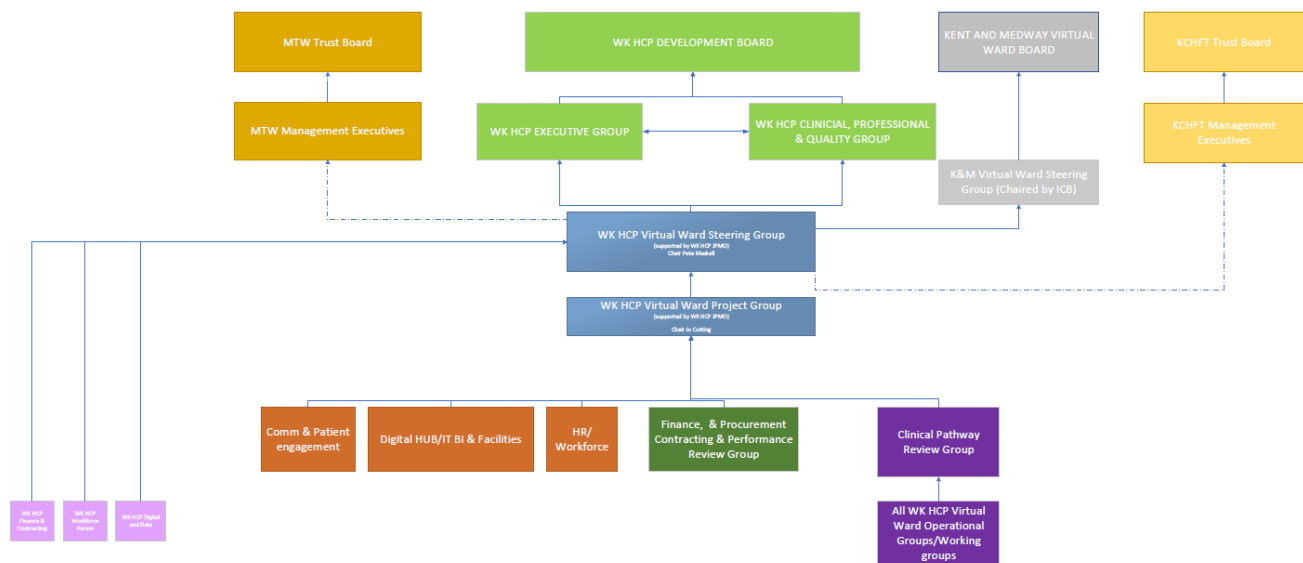 MTW Trust Board
WK HCP DEVELOPMENT BOARD
KENT AND MEDWAY VIRTUAL
WARD BOARD
KCHFT Trust Board
MTW Management Executives
WK HCP EXECUTIVE GROUP
WK HCP CLINICIAL, PROFESSIONAL
& QUALITY GROUP
KCHFT Management
Executives
K&M Virtual Ward Steering
Group (Chaired by ICB)
WK HCP Virtual Ward Steering Group
(supported by WK HCP JPMO)
Chair Pete Maskell
WK HCP Virtual Ward Project Group
(supported by WK HCP JPMO)
Chair Jo Cutting
Comm & Patient
engagement
Digital HUB/IT BI & Facilities
HR/
Workforce
Finance, & Procurement
Contracting & Performance
Review Group
Clinical Pathway
Review Group
WK HCP
Finance &
Contracting
WK HCP
Workforce
Forum
WK HCP Digital
and Data
All WK HCP Virtual
Ward Operational
Groups/Working
groups